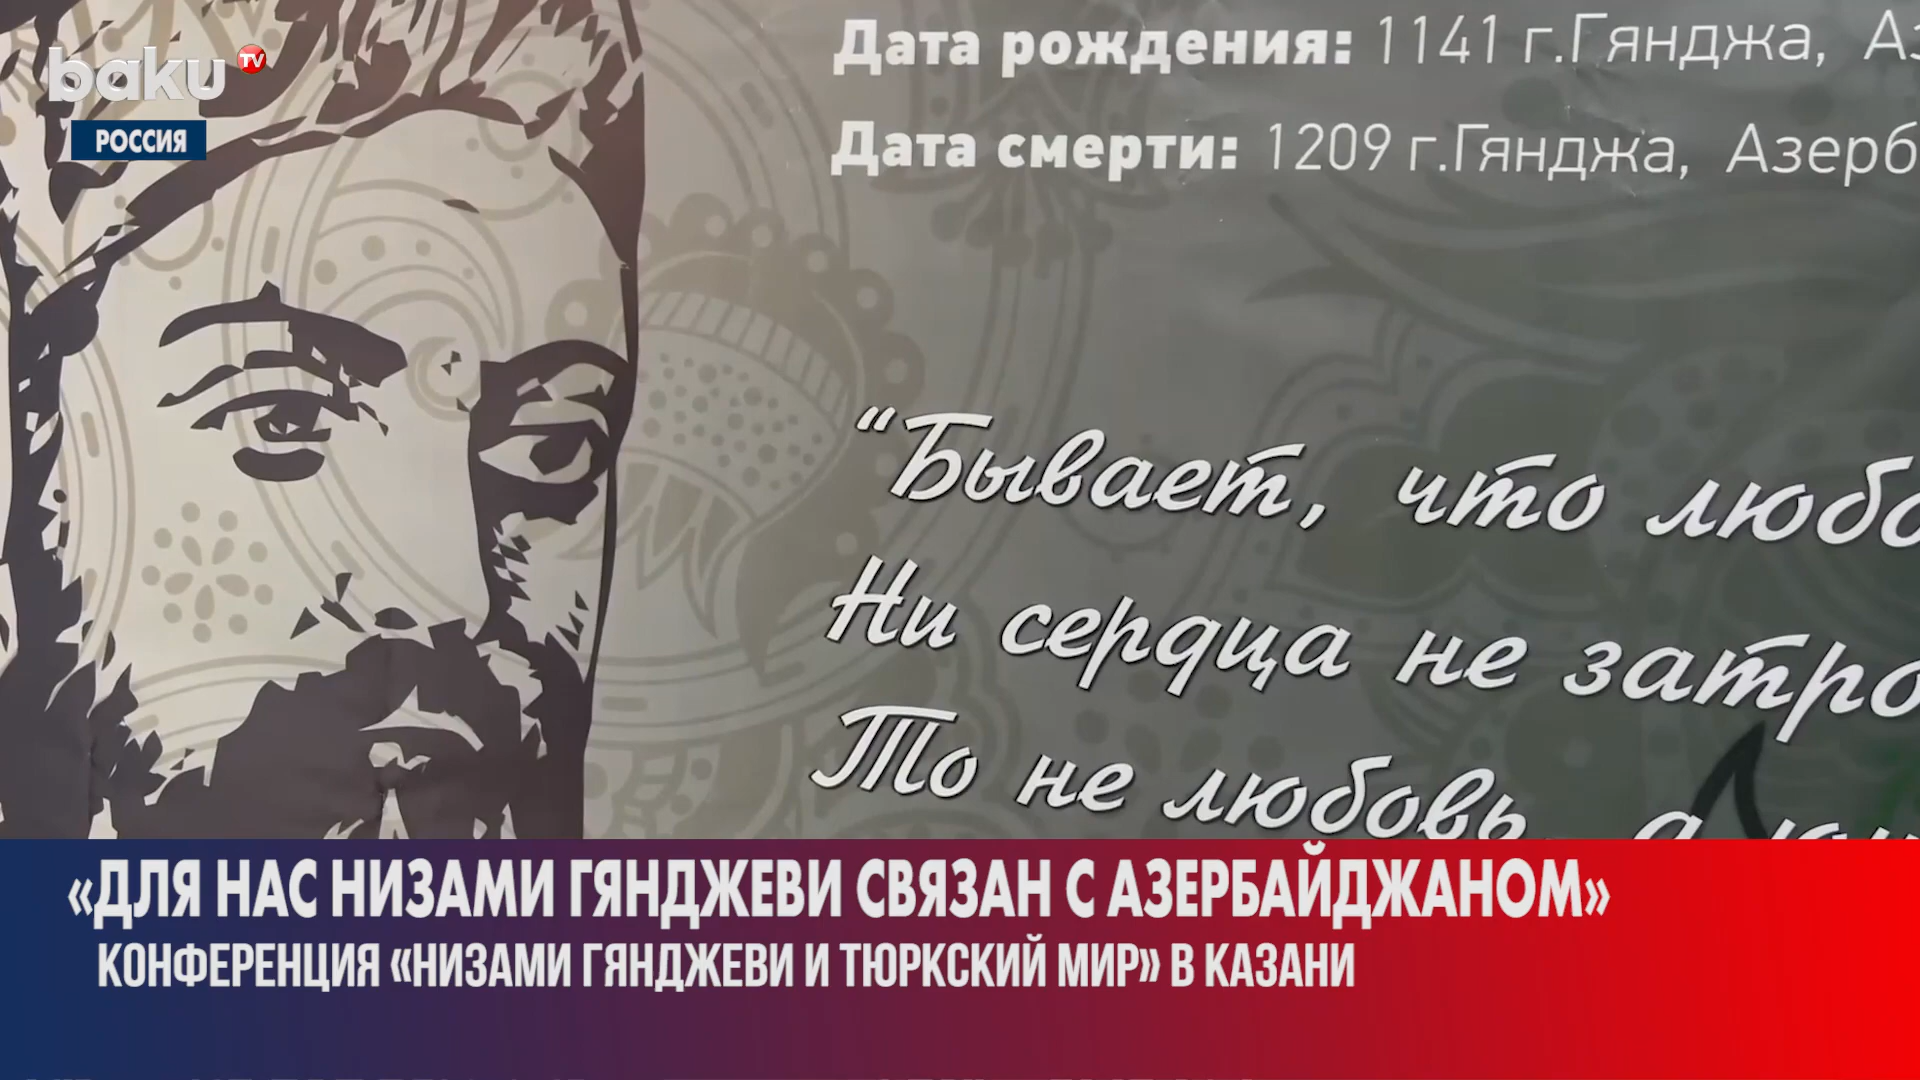 baku TV
РОССИЯ
Дата рождения: 1141 г.Гянджа,
Дата смерти: 1209 г.Гянджа,
“Бывает, что
Ни сердца не
То не любовь
«ДЛЯ НАС НИЗАМИ ГЯНДЖЕВИ СВЯЗАН С АЗЕРБАЙДЖАНОМ»
КОНФЕРЕНЦИЯ «НИЗАМИ ГЯНДЖЕВИ И ТЮРКСКИЙ МИР» В КАЗАНИ